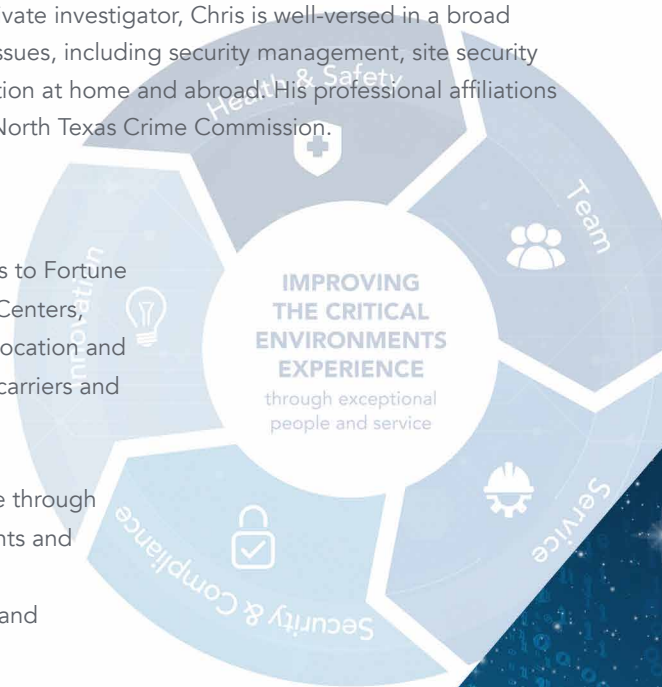 vate investigator, Chris is well-versed in a broad
ssues, including security management, site security
tion at home and abroad. His professional affiliations
North Texas Crime Commission.
s to Fortune
Centers,
ocation and
carriers and
e through
nts and
and
Health & Safety
Team
Service
Security & Compliance
Innovation
IMPROVING
THE CRITICAL
ENVIRONMENTS
EXPERIENCE
through exceptional
people and service